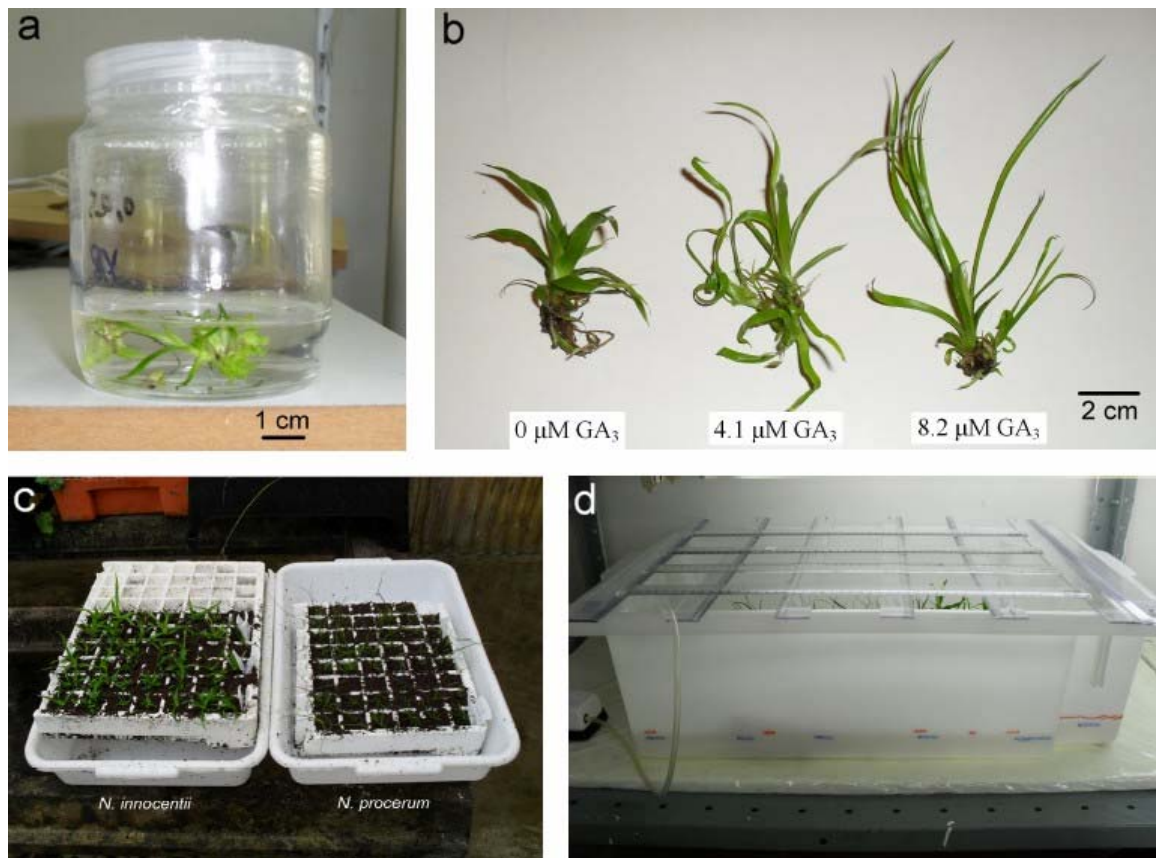 a
1 cm
b
0 μM GA₃
4.1 μM GA₃
8.2 μM GA₃
2 cm
c
N. innocentii
N. procerum
d